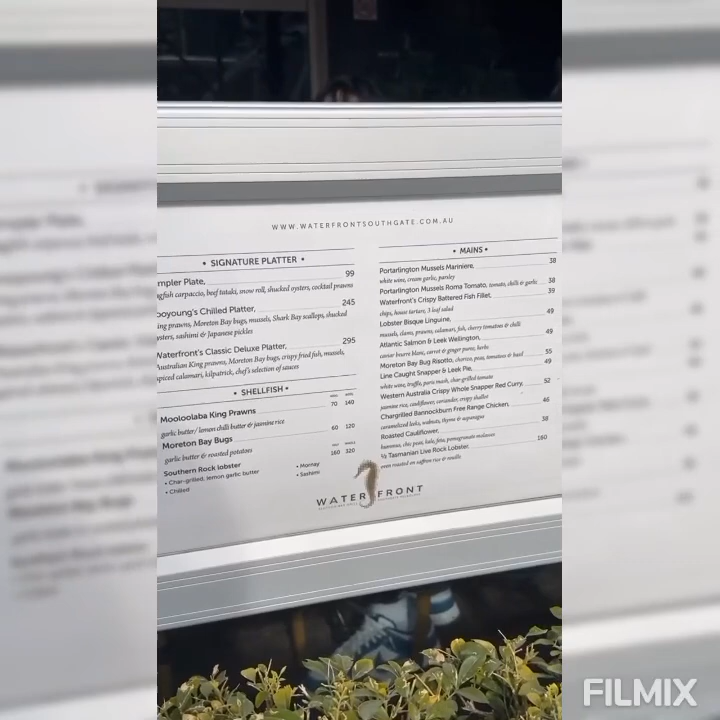 WWW.WATERFRONTSOUTHGATE.COM.AU
• SIGNATURE PLATTER •
mpler Plate, 99
gfish carpaccio, beef tataki, snow roll, shucked oysters, cocktail prawns
ooyoung's Chilled Platter, 245
ing prawns, Moreton Bay bugs, mussels, Shark Bay scallops, shucked
ysters, sashimi & Japanese pickles
Waterfront's Classic Deluxe Platter, 295
Australian King prawns, Moreton Bay bugs, crispy fried fish, mussels,
spiced calamari, kilpatrick, chef's selection of sauces
• SHELLFISH •
Mooloolaba King Prawns 70 140
garlic butter/ lemon chilli butter & jasmine rice
Moreton Bay Bugs 60 120
garlic butter & roasted potatoes
Southern Rock lobster 160 320
• Char-grilled, lemon garlic butter • Mornay
• Chilled • Sashimi
• MAINS •
Portarlington Mussels Mariniere, 38
white wine, cream garlic, parsley
Portarlington Mussels Roma Tomato, tomato, chilli & garlic 38
Waterfront's Crispy Battered Fish Fillet, 39
chips, house tartare, 3 leaf salad
Lobster Bisque Linguine, 49
mussels, clams, prawns, calamari, fish, cherry tomatoes & chilli
Atlantic Salmon & Leek Wellington, 49
caviar beurre blanc, carrot & ginger puree, herbs
Moreton Bay Bug Risotto, chorizo, peas, tomatoes & basil 55
Line Caught Snapper & Leek Pie, 49
white wine, truffle, paris mash, char-grilled tomato
Western Australia Crispy Whole Snapper Red Curry, 52
jasmine rice, cauliflower, coriander, crispy shallot
Chargrilled Bannockburn Free Range Chicken, 46
caramelized leeks, walnuts, thyme & asparagus
Roasted Cauliflower, 38
hummus, chic peas, kale, feta, pomegranate molasses
½ Tasmanian Live Rock Lobster, 160
oven roasted on saffron rice &
WATERFRONT
FILMIX